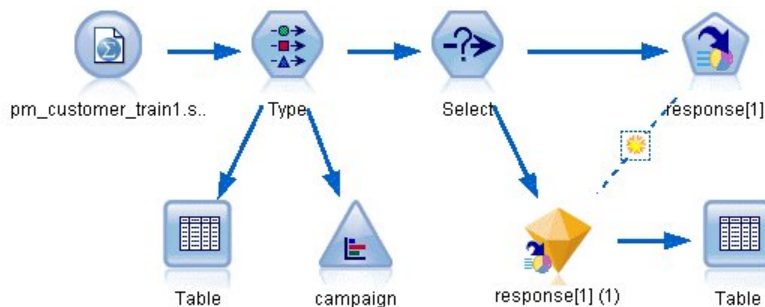 pm_customer_train1.s..
Type
Select
response[1]
Table
campaign
response[1] (1)
Table